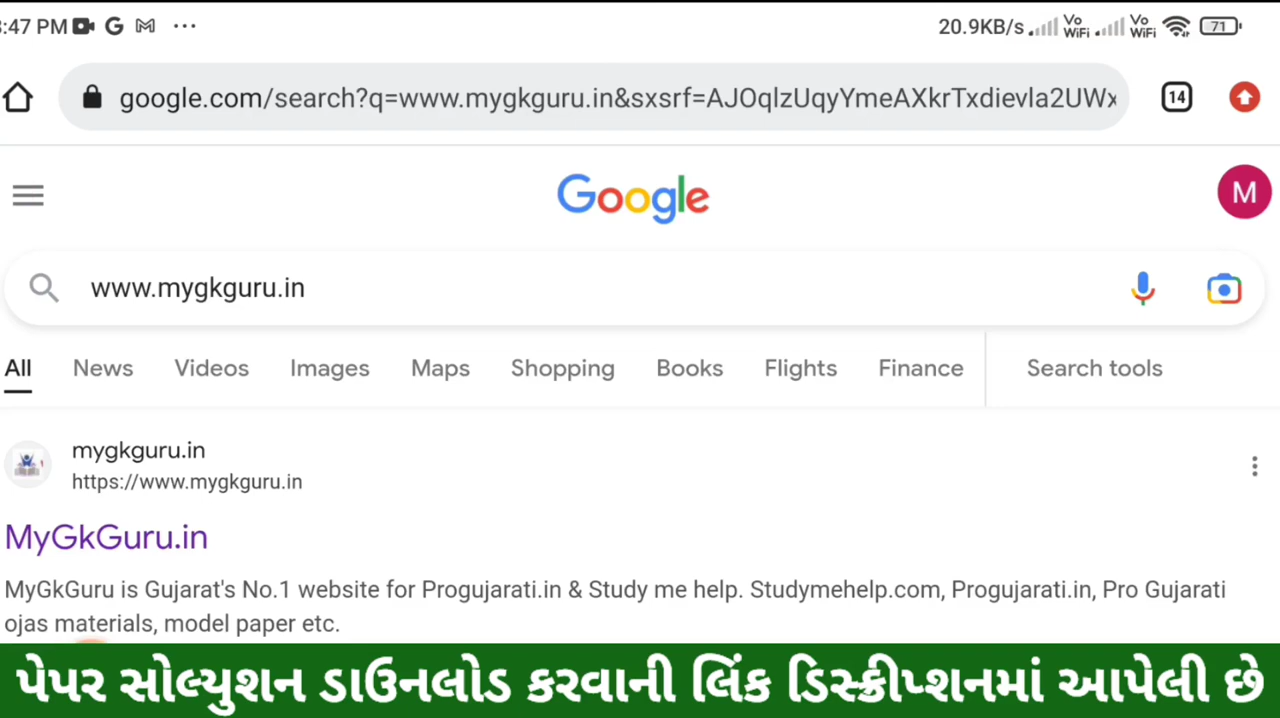 :47 PM G M ...
20.9KB/s Vo WiFi Vo WiFi 71
google.com/search?q=www.mygkguru.in&sxsrf=AJOqlzUqyYmeAXkrTxdievla2UWx
14
Google
M
www.mygkguru.in
All News Videos Images Maps Shopping Books Flights Finance Search tools
mygkguru.in
https://www.mygkguru.in
MyGkGuru.in
MyGkGuru is Gujarat's No.1 website for Progujarati.in & Study me help. Studymehelp.com, Progujarati.in, Pro Gujarati
ojas materials, model paper etc.
પેપર સોલ્યુશન ડાઉનલોડ કરવાની લિંક ડિસ્ક્રીપ્શનમાં આપેલી છે